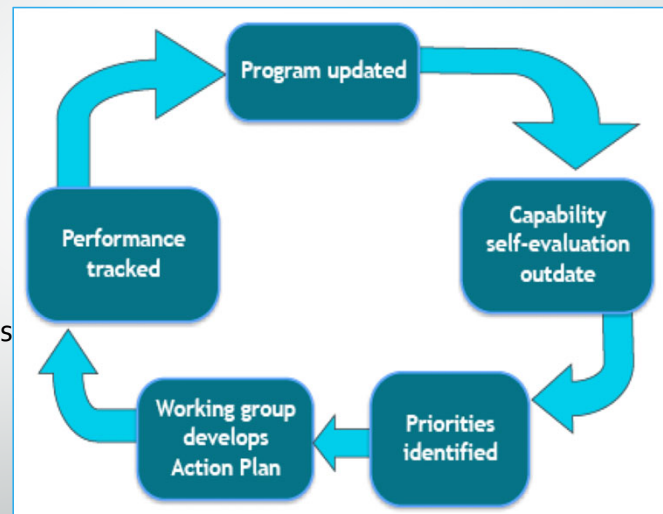 Program updated
Capability
self-evaluation
outdate
Priorities
identified
Working group
develops
Action Plan
Performance
tracked
s